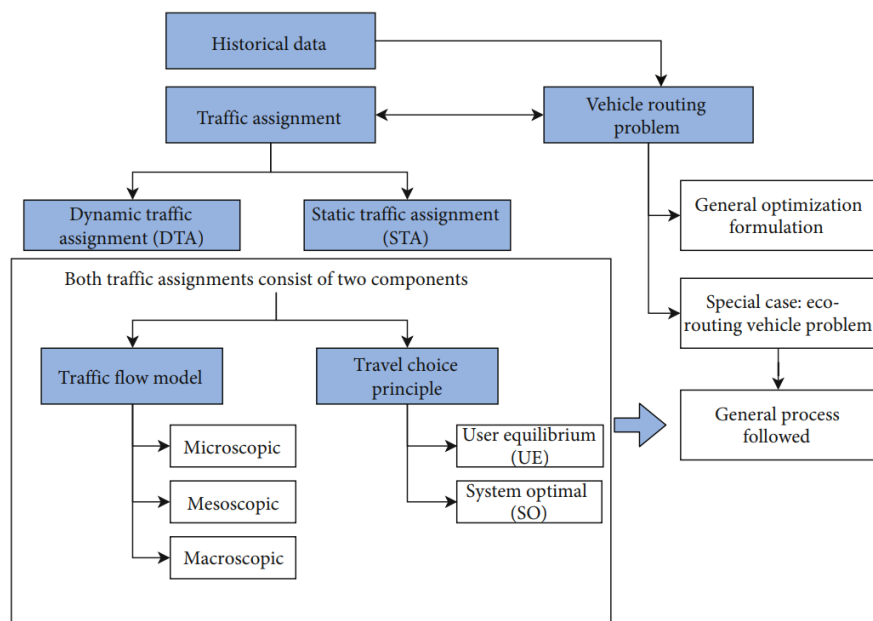 Historical data
Traffic assignment
Vehicle routing
problem
Dynamic traffic
assignment (DTA)
Static traffic assignment
(STA)
General optimization
formulation
Both traffic assignments consist of two components
Special case: eco-
routing vehicle problem
Traffic flow model
Travel choice
principle
General process
followed
Microscopic
User equilibrium
(UE)
Mesoscopic
System optimal
(SO)
Macroscopic